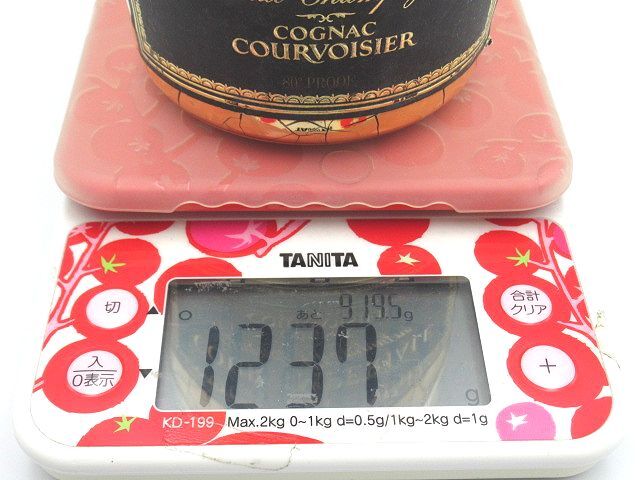 COGNAC
COURVOISIER
80° PROOF
TANITA
切
あと 919.5g
合計
クリア
1237 g
入
0表示
+
KD-199 Max.2kg 0~1kg d=0.5g/1kg~2kg d=1g